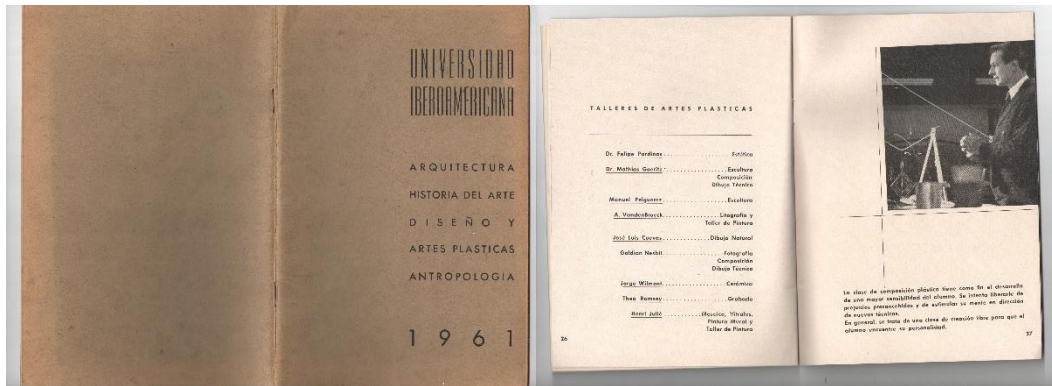 UNIVERSIDAD
IBEROAMERICANA
ARQUITECTURA
HISTORIA DEL ARTE
DISEÑO Y
ARTES PLASTICAS
ANTROPOLOGIA
1961
TALLERES DE ARTES PLASTICAS
Dr. Felipe Pardinas..................Estética
Dr. Mathias Goeritz..................Escultura
Composición
Dibujo Técnico
Manuel Felguerez..................Escultura
A. VandenBroeck..................Litografía y
Taller de Pintura
José Luis Cuevas..................Dibujo Natural
Goldian Nesbit..................Fotografía
Composición
Dibujo Técnico
Jorge Wilmont..................Cerámica
Thea Ramsey..................Grabado
Henri Julió..................Mosaico, Vitrales,
Pintura Mural y
Taller de Pintura
26
La clase de composición plástica tiene como fin el desarrollo
de una mayor sensibilidad del alumno. Se intenta liberarlo de
prejuicios preconcebidos y de estimular su mente en dirección
de nuevas técnicas.
En general, se trata de una clase de creación libre para que el
alumno encuentre su personalidad.
27